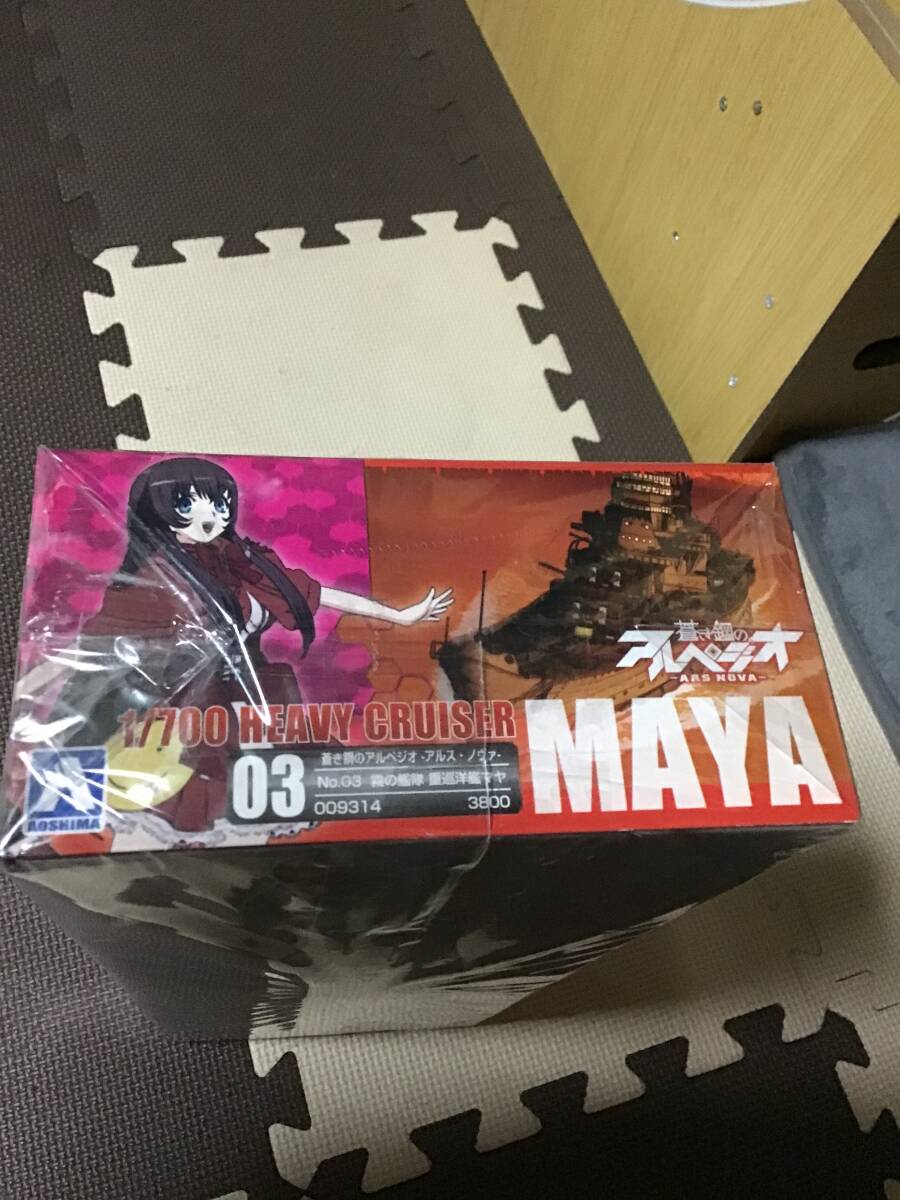 蒼き鋼の
アルペジオ
-ARS NOVA-
1/700 HEAVY CRUISER
MAYA
03
蒼き鋼のアルペジオ -アルス・ノヴァ-
No.03 霧の艦隊 重巡洋艦マヤ
009314 3800
AOSHIMA